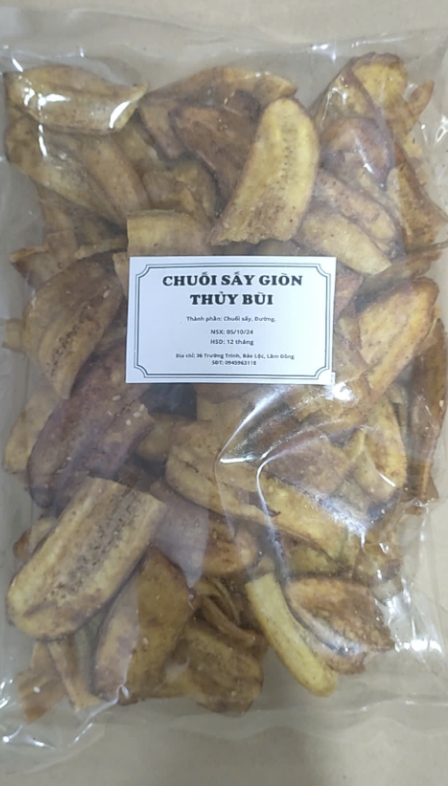 CHUỐI SẤY GIÒN
THỦY BÙI
Thành phần: Chuối sấy, Đường,
NSX: 05/10/24
HSD: 12 tháng
Địa chỉ: 36 Trường Trinh, Bảo Lộc, Lâm Đồng
SĐT: 0945963118